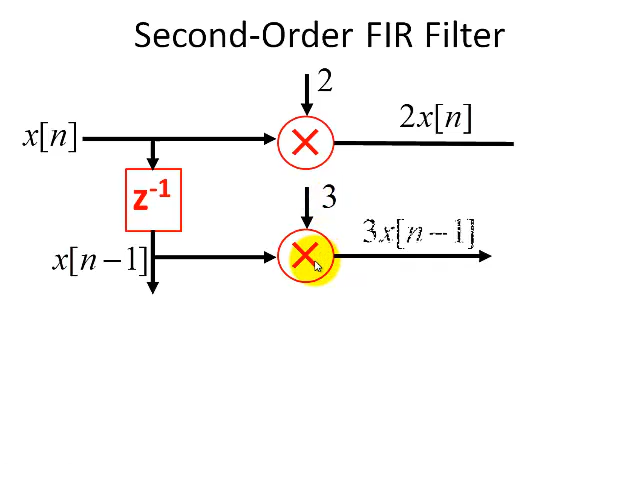 Second-Order FIR Filter
2
x[n]
2x[n]
z⁻¹
3
3x[n−1]
x[n−1]